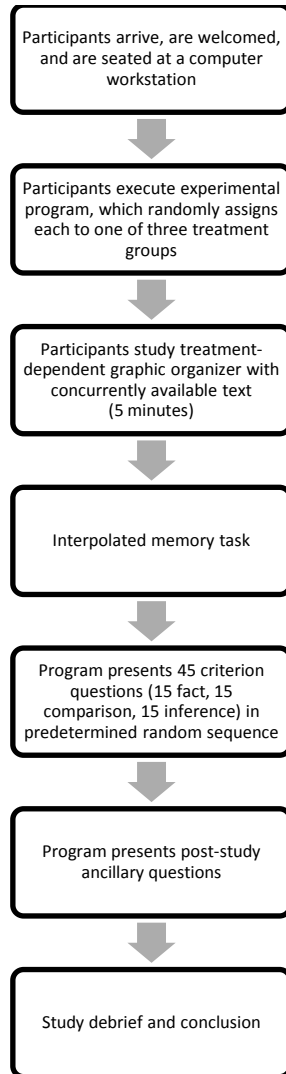 Participants arrive, are welcomed,
and are seated at a computer
workstation
Participants execute experimental
program, which randomly assigns
each to one of three treatment
groups
Participants study treatment-
dependent graphic organizer with
concurrently available text
(5 minutes)
Interpolated memory task
Program presents 45 criterion
questions (15 fact, 15
comparison, 15 inference) in
predetermined random sequence
Program presents post-study
ancillary questions
Study debrief and conclusion